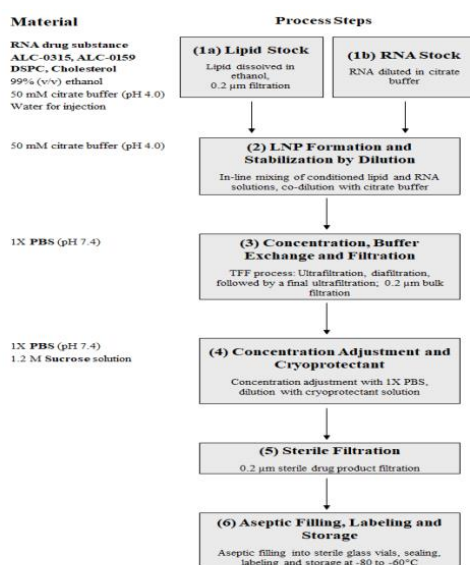 Material
Process Steps
RNA drug substance
ALC-0315, ALC-0159
DSPC, Cholesterol
99% (v/v) ethanol
50 mM citrate buffer (pH 4.0)
Water for injection
(1a) Lipid Stock
Lipid dissolved in
ethanol,
0.2 µm filtration
(1b) RNA Stock
RNA diluted in citrate
buffer
50 mM citrate buffer (pH 4.0)
(2) LNP Formation and
Stabilization by Dilution
In-line mixing of conditioned lipid and RNA
solutions, co-dilution with citrate buffer
1X PBS (pH 7.4)
(3) Concentration, Buffer
Exchange and Filtration
TFF process: Ultrafiltration, diafiltration,
followed by a final ultrafiltration; 0.2 µm bulk
filtration
1X PBS (pH 7.4)
1.2 M Sucrose solution
(4) Concentration Adjustment and
Cryoprotectant
Concentration adjustment with 1X PBS,
dilution with cryoprotectant solution
(5) Sterile Filtration
0.2 µm sterile drug product filtration
(6) Aseptic Filling, Labeling and
Storage
Aseptic filling into sterile glass vials, sealing,
labeling and storage at -80 to -60°C